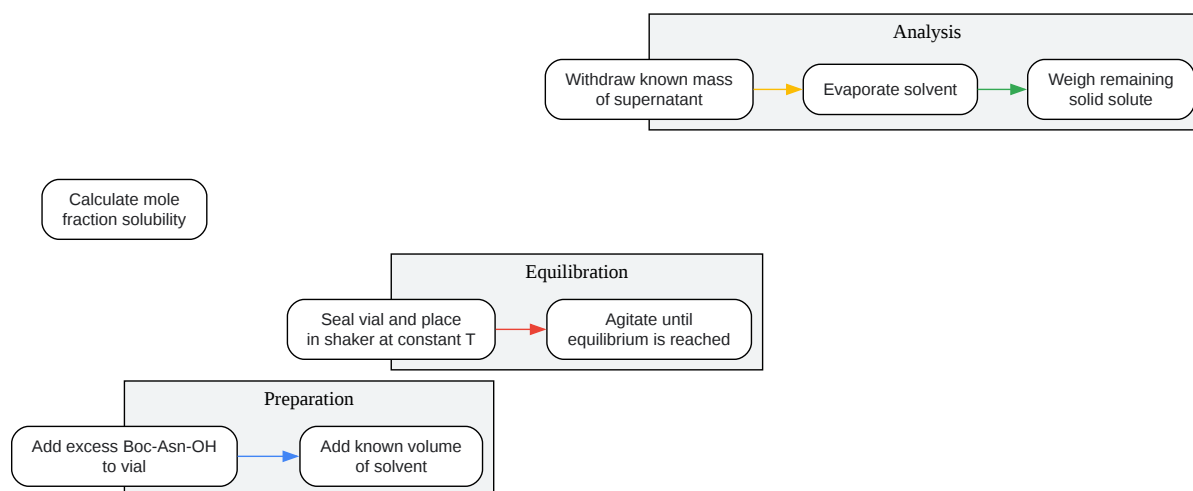 Analysis
Withdraw known mass
of supernatant
Evaporate solvent
Weigh remaining
solid solute
Calculate mole
fraction solubility
Equilibration
Seal vial and place
in shaker at constant T
Agitate until
equilibrium is reached
Preparation
Add excess Boc-Asn-OH
to vial
Add known volume
of solvent